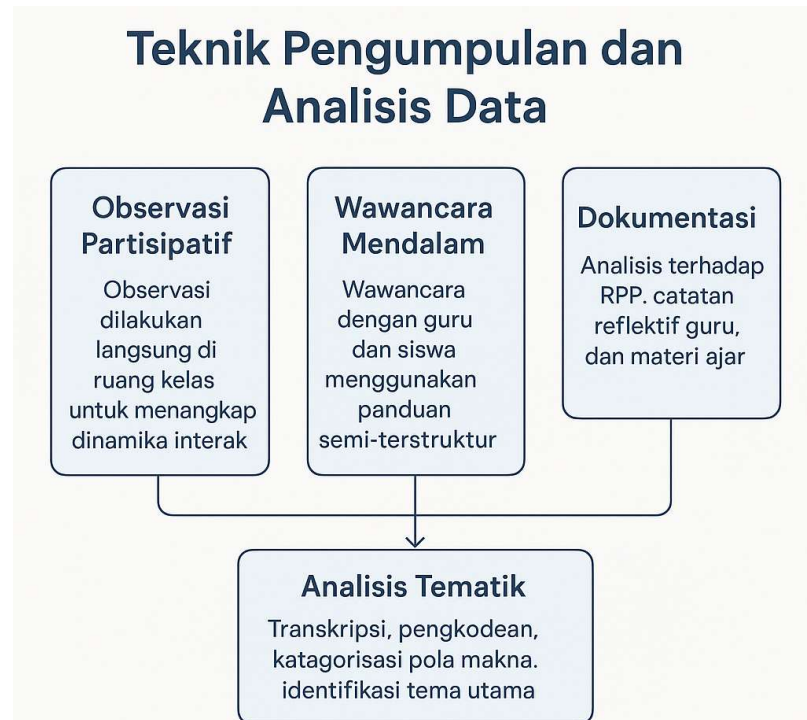 Teknik Pengumpulan dan
Analisis Data
Observasi
Partisipatif
Observasi
dilakukan
langsung di
ruang kelas
untuk menangkap
dinamika interak
Wawancara
Mendalam
Wawancara
dengan guru
dan siswa
menggunakan
panduan
semi-terstruktur
Dokumentasi
Analisis terhadap
RPP. catatan
reflektif guru,
dan materi ajar
Analisis Tematik
Transkripsi, pengkodean,
katagorisasi pola makna.
identifikasi tema utama